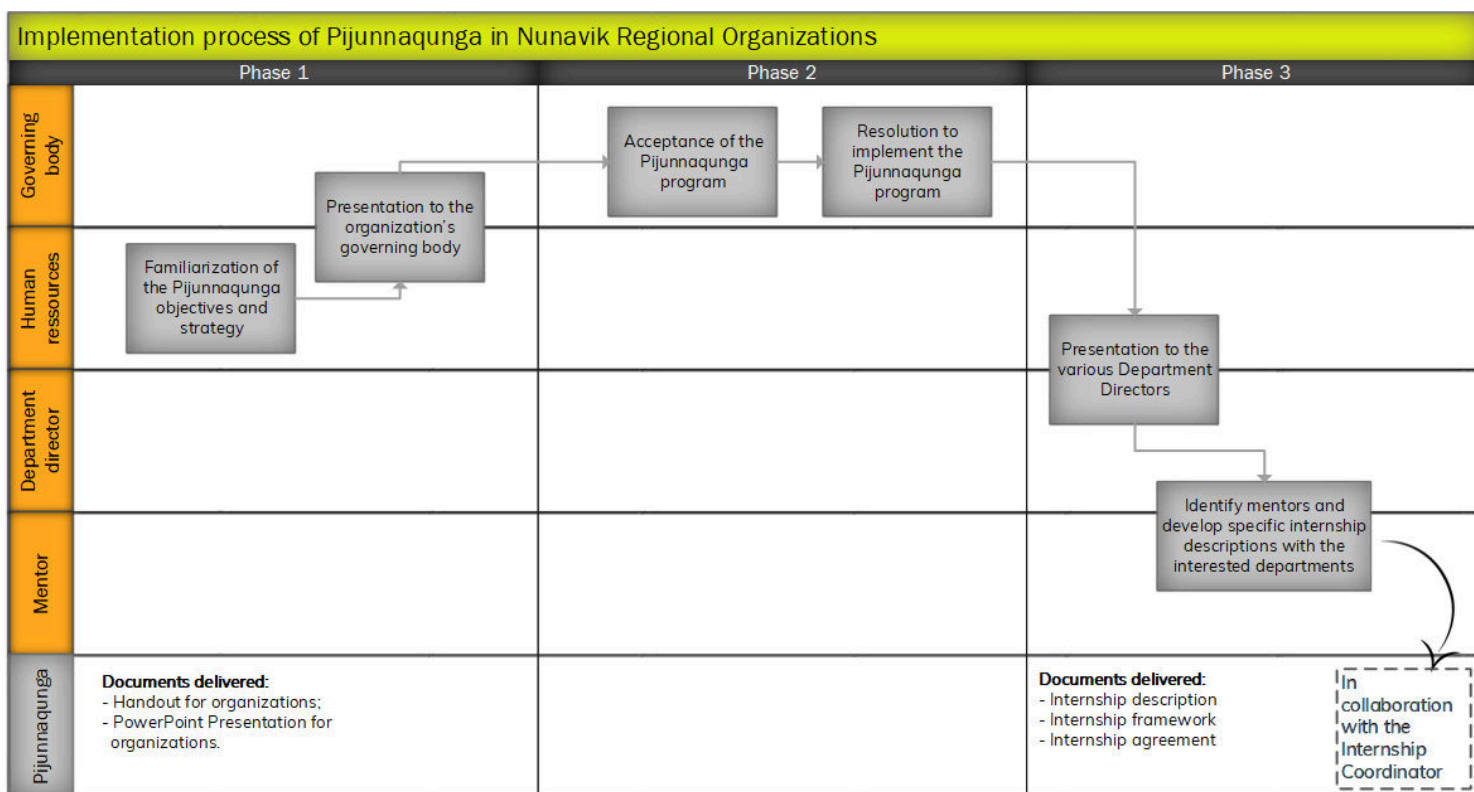 Implementation process of Pijunnaqunga in Nunavik Regional Organizations
Phase 1
Phase 2
Phase 3
Governing
body
Human
ressources
Department
director
Mentor
Pijunnaqunga
Familiarization of
the Pijunnaqunga
objectives and
strategy
Presentation to the
organization's
governing body
Acceptance of the
Pijunnaqunga
program
Resolution to
implement the
Pijunnaqunga
program
Presentation to the
various Department
Directors
Identify mentors and
develop specific internship
descriptions with the
interested departments
Documents delivered:
- Handout for organizations;
- PowerPoint Presentation for
organizations.
Documents delivered:
- Internship description
- Internship framework
- Internship agreement
In
collaboration
with the
Internship
Coordinator